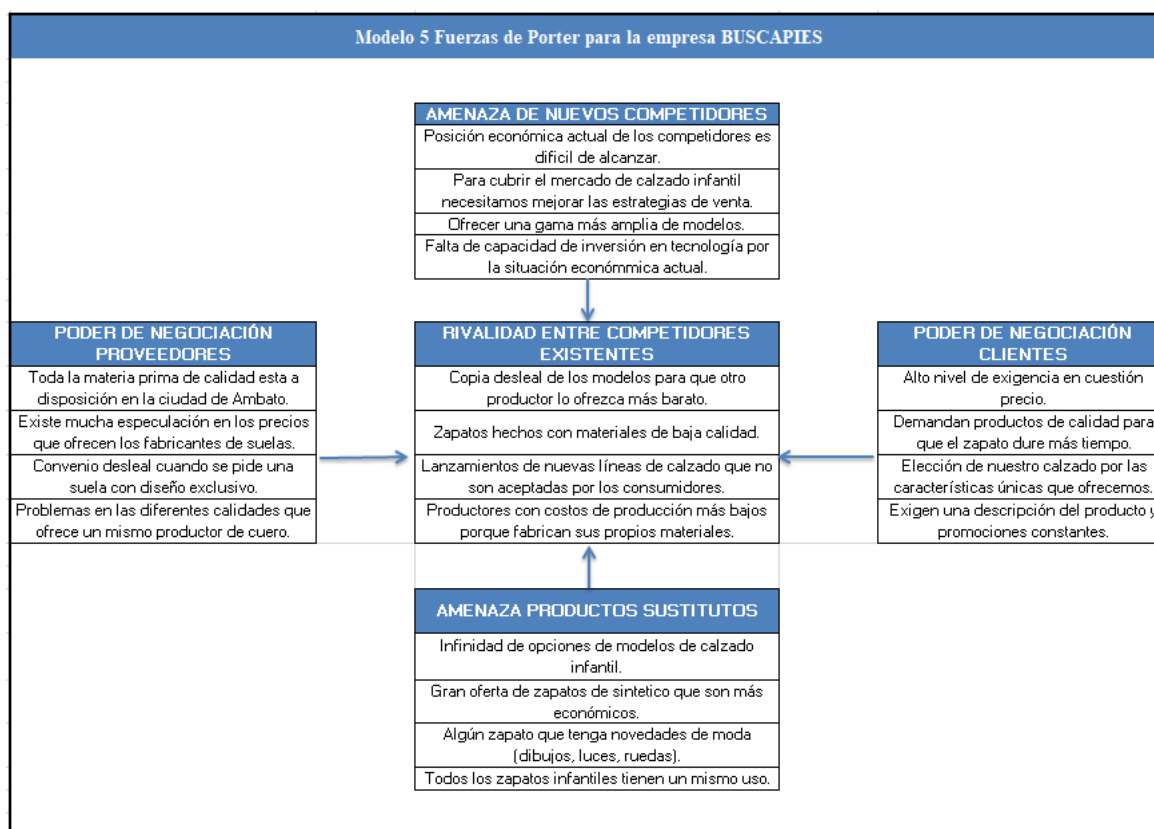 Modelo 5 Fuerzas de Porter para la empresa BUSCAPIES
AMENAZA DE NUEVOS COMPETIDORES
Posición económica actual de los competidores es
dificil de alcanzar.
Para cubrir el mercado de calzado infantil
necesitamos mejorar las estrategias de venta.
Ofrecer una gama más amplia de modelos.
Falta de capacidad de inversión en tecnología por
la situación económmica actual.
PODER DE NEGOCIACIÓN
PROVEEDORES
Toda la materia prima de calidad esta a
disposición en la ciudad de Ambato.
Existe mucha especulación en los precios
que ofrecen los fabricantes de suelas.
Convenio desleal cuando se pide una
suela con diseño exclusivo.
Problemas en las diferentes calidades que
ofrece un mismo productor de cuero.
RIVALIDAD ENTRE COMPETIDORES
EXISTENTES
Copia desleal de los modelos para que otro
productor lo ofrezca más barato.
Zapatos hechos con materiales de baja calidad.
Lanzamientos de nuevas líneas de calzado que no
son aceptadas por los consumidores.
Productores con costos de producción más bajos
porque fabrican sus propios materiales.
PODER DE NEGOCIACIÓN
CLIENTES
Alto nivel de exigencia en cuestión
precio.
Demandan productos de calidad para
que el zapato dure más tiempo.
Elección de nuestro calzado por las
características únicas que ofrecemos.
Exigen una descripción del producto y
promociones constantes.
AMENAZA PRODUCTOS SUSTITUTOS
Infinidad de opciones de modelos de calzado
infantil.
Gran oferta de zapatos de sintetico que son más
económicos.
Algún zapato que tenga novedades de moda
(dibujos, luces, ruedas).
Todos los zapatos infantiles tienen un mismo uso.